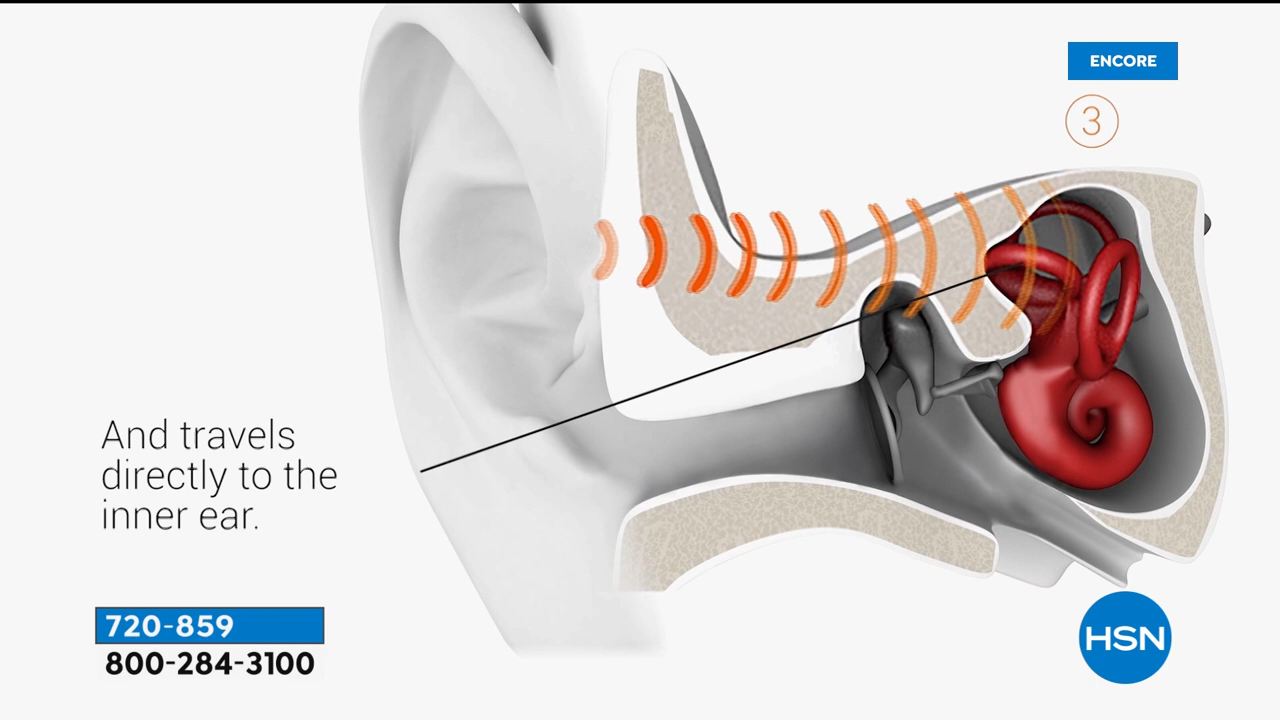 ENCORE
3
And travels
directly to the
inner ear.
720-859
800-284-3100
HSN